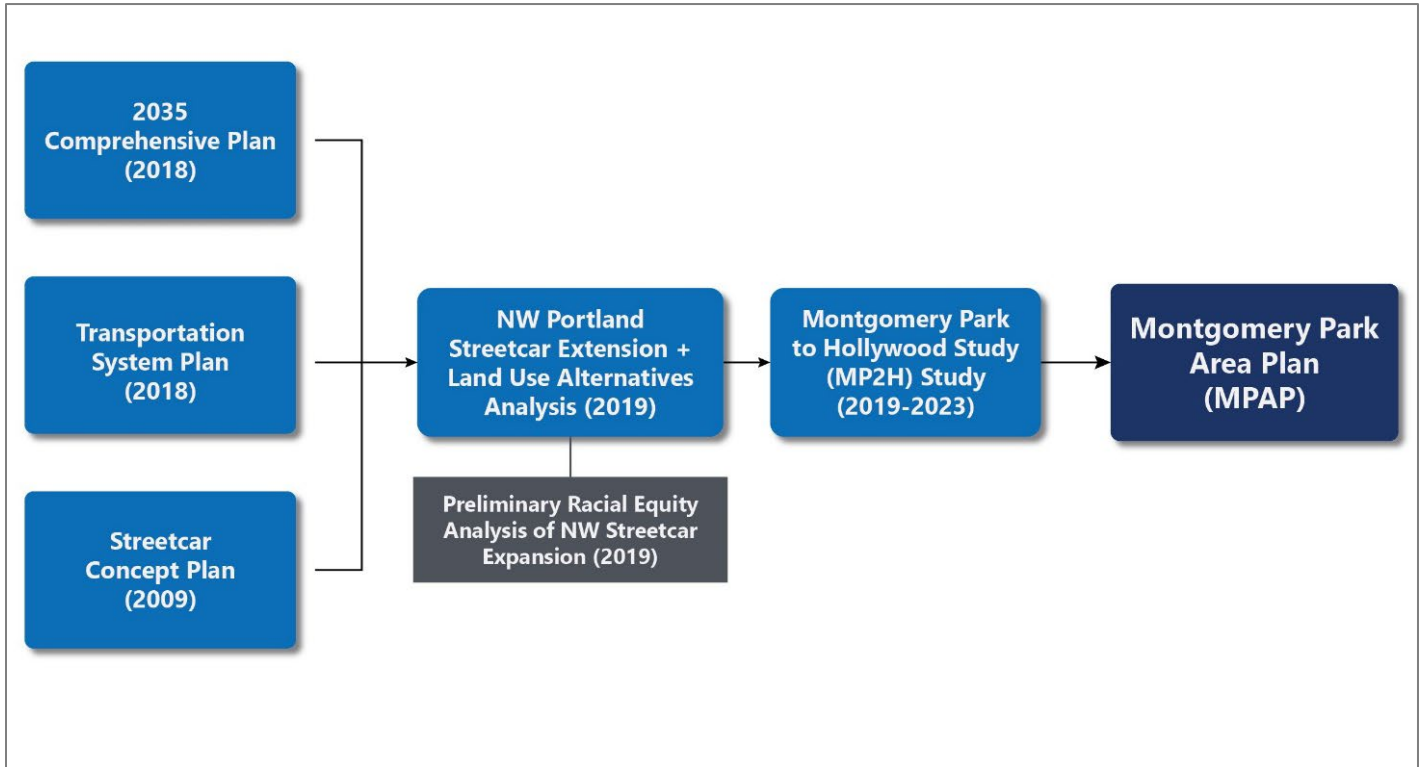 2035
Comprehensive Plan
(2018)
Transportation
System Plan
(2018)
Streetcar
Concept Plan
(2009)
NW Portland
Streetcar Extension +
Land Use Alternatives
Analysis (2019)
Preliminary Racial Equity
Analysis of NW Streetcar
Expansion (2019)
Montgomery Park
to Hollywood Study
(MP2H) Study
(2019-2023)
Montgomery Park
Area Plan
(MPAP)